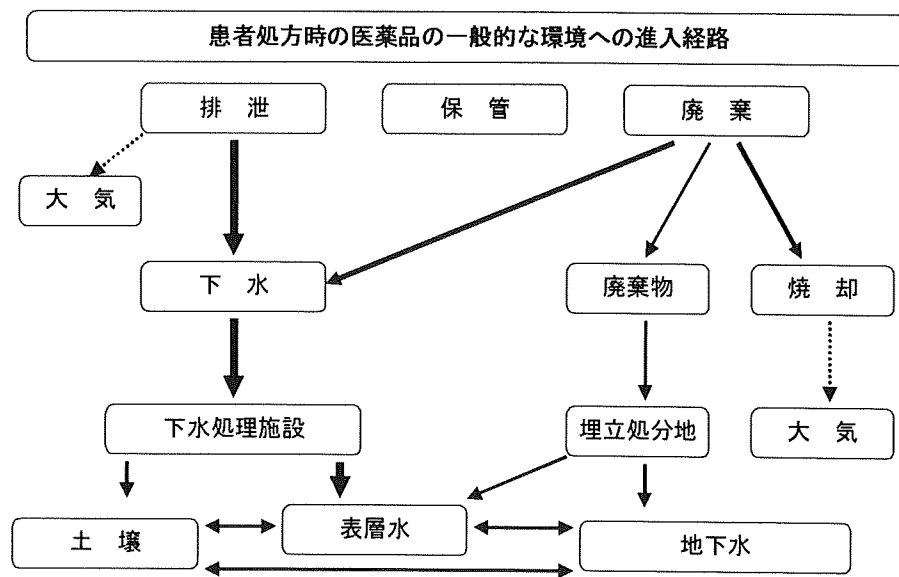 患者処方時の医薬品の一般的な環境への進入経路
排 泄
保 管
廃 棄
大 気
下 水
廃棄物
焼 却
下水処理施設
埋立処分地
大 気
土 壌
表層水
地下水